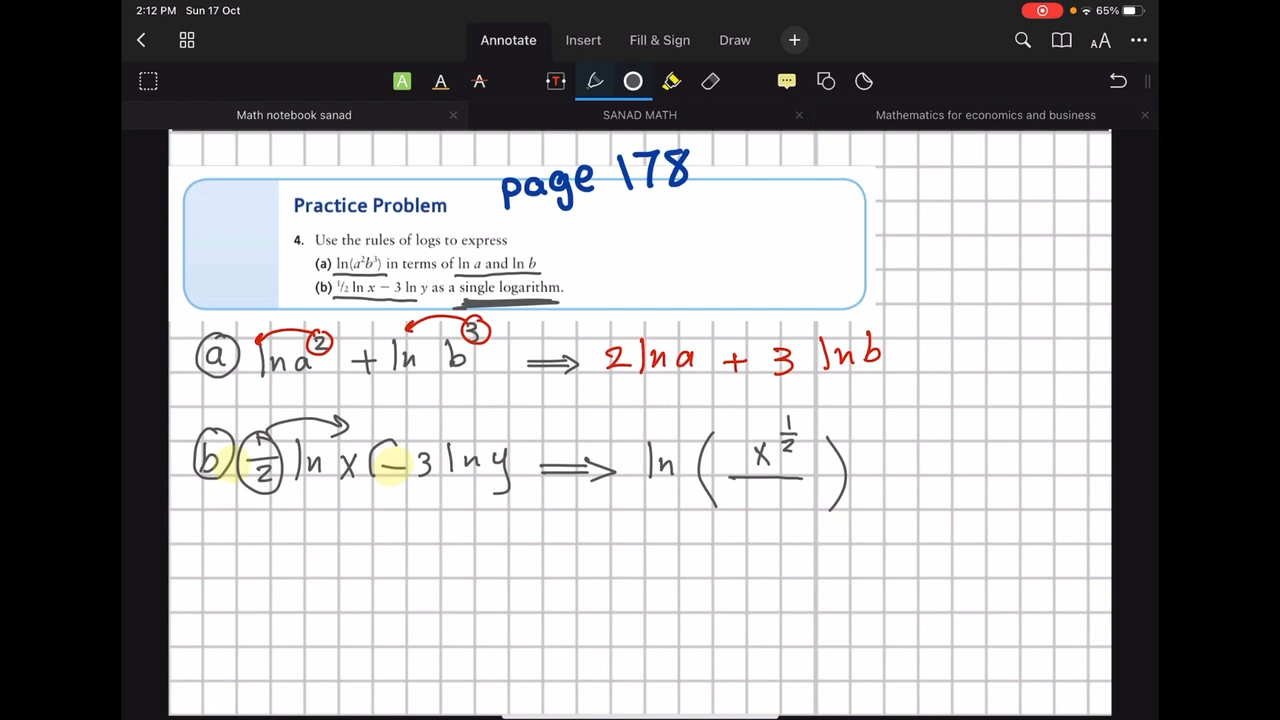 2:12 PM Sun 17 Oct
65%
Annotate Insert Fill & Sign Draw
Math notebook sanad
SANAD MATH
Mathematics for economics and business
page 178
Practice Problem
4. Use the rules of logs to express
(a) ln(a²b³) in terms of ln a and ln b
(b) ½ ln x − 3 ln y as a single logarithm.
a ln a² + ln b³ ⟹ 2 ln a + 3 ln b
b ½ ln x − 3 ln y ⟹ ln ( x^½ )